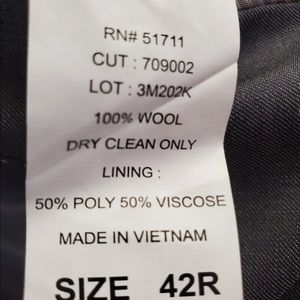 RN# 51711
CUT : 709002
LOT : 3M202K
100% WOOL
DRY CLEAN ONLY
LINING :
50% POLY 50% VISCOSE
MADE IN VIETNAM
SIZE 42R